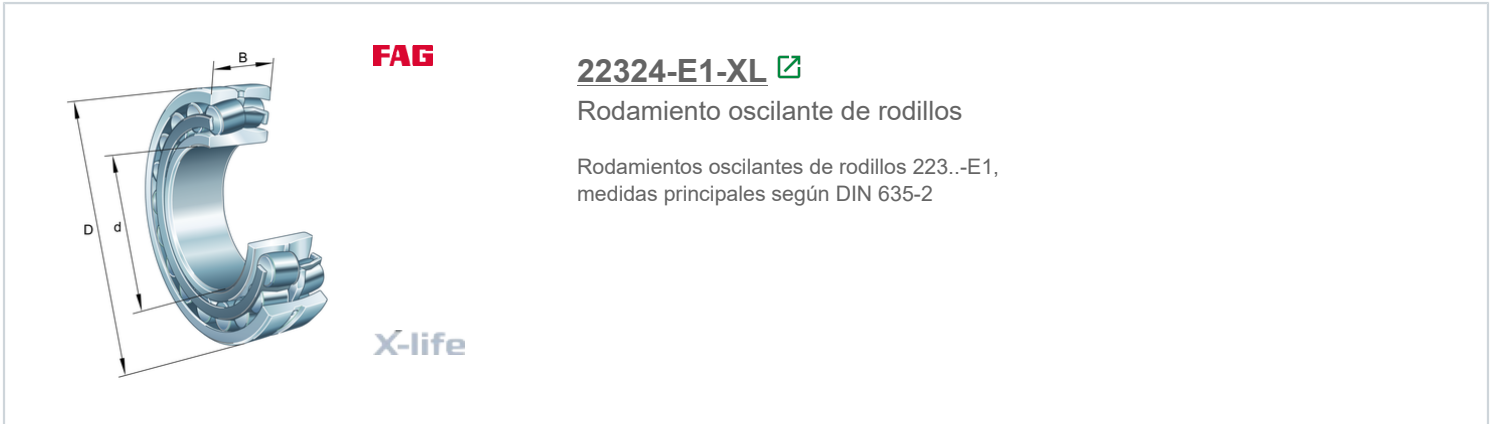 FAG
22324-E1-XL
Rodamiento oscilante de rodillos
Rodamientos oscilantes de rodillos 223..-E1,
medidas principales según DIN 635-2
B
D
d
X-life